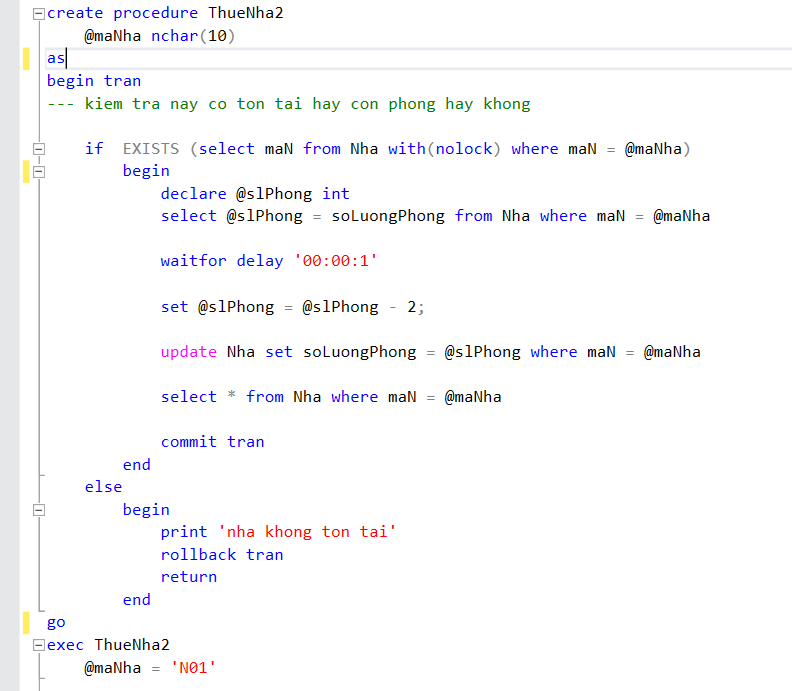 create procedure ThueNha2
    @maNha nchar(10)
as
begin tran
--- kiem tra nay co ton tai hay con phong hay khong
    if  EXISTS (select maN from Nha with(nolock) where maN = @maNha)
        begin
            declare @slPhong int
            select @slPhong = soLuongPhong from Nha where maN = @maNha
            waitfor delay '00:00:1'
            set @slPhong = @slPhong - 2;
            update Nha set soLuongPhong = @slPhong where maN = @maNha
            select * from Nha where maN = @maNha
            commit tran
        end
    else
        begin
            print 'nha khong ton tai'
            rollback tran
            return
        end
go
exec ThueNha2
    @maNha = 'N01'